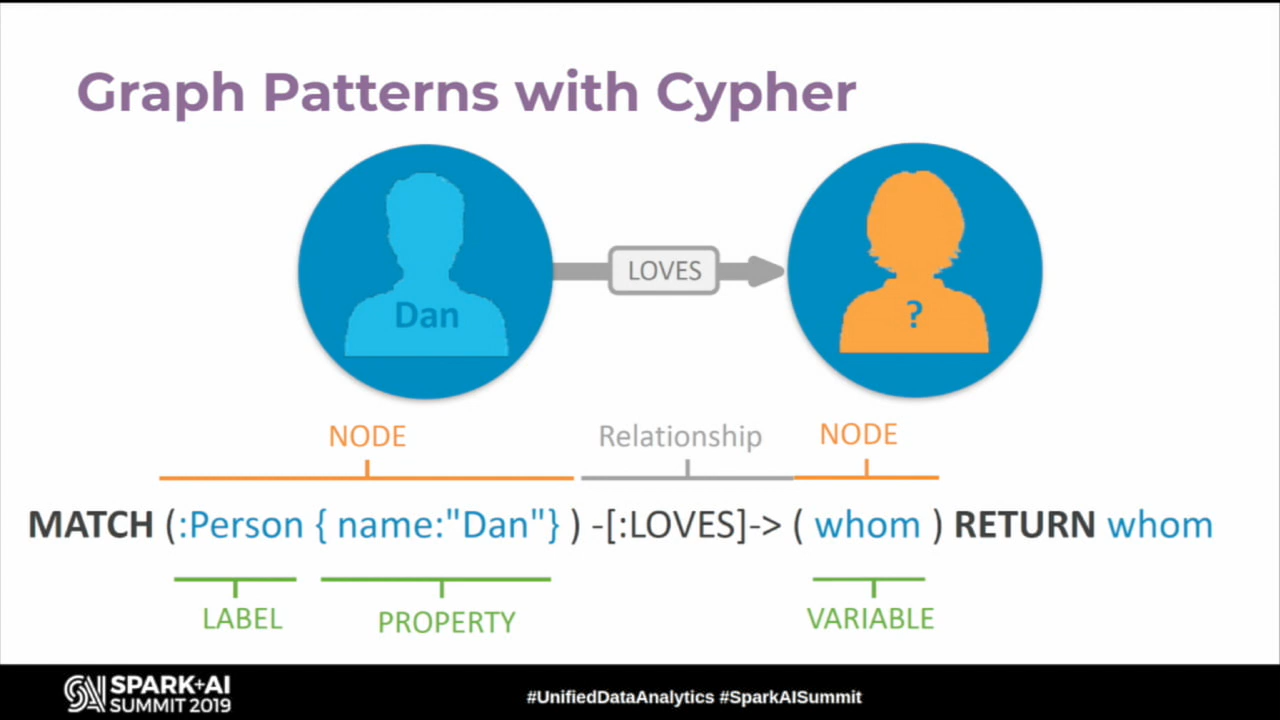 Graph Patterns with Cypher
LOVES
Dan
?
NODE
Relationship
NODE
MATCH (:Person { name:"Dan"} ) -[:LOVES]-> ( whom ) RETURN whom
LABEL
PROPERTY
VARIABLE
SPARK+AI
SUMMIT 2019
#UnifiedDataAnalytics #SparkAISummit